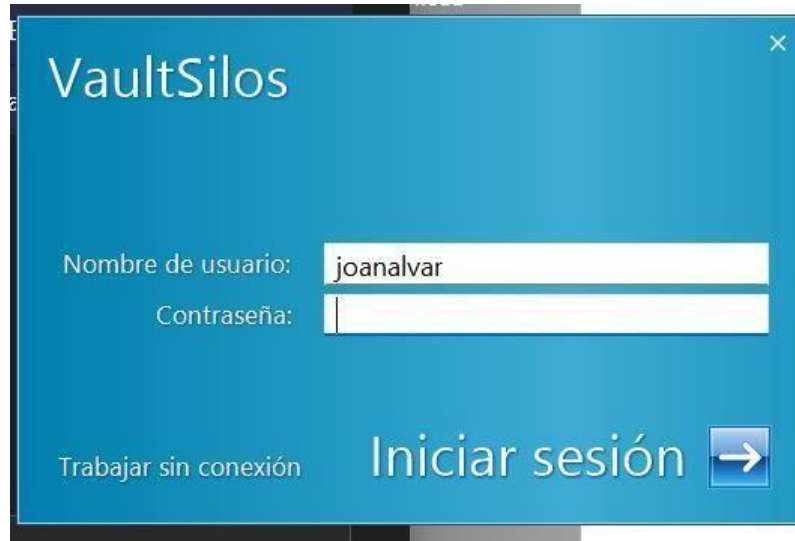 VaultSilos
Nombre de usuario: joanalvar
Contraseña:
Trabajar sin conexión
Iniciar sesión